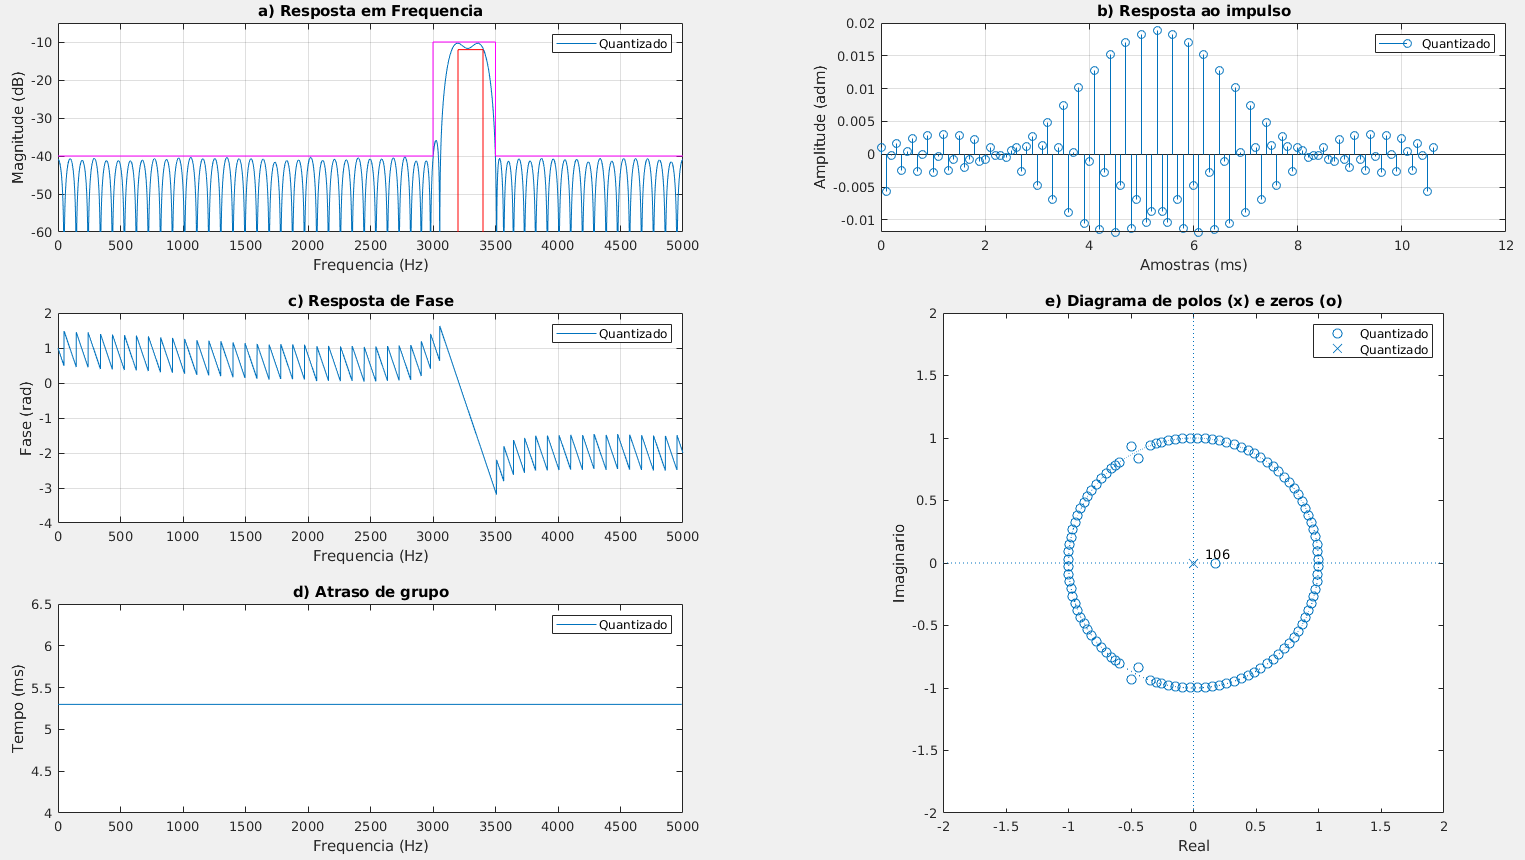 a) Resposta em Frequencia
Quantizado
Magnitude (dB)
-10
-20
-30
-40
-50
-60
0 500 1000 1500 2000 2500 3000 3500 4000 4500 5000
Frequencia (Hz)
b) Resposta ao impulso
Quantizado
Amplitude (adm)
0.02
0.015
0.01
0.005
0
-0.005
-0.01
0 2 4 6 8 10 12
Amostras (ms)
c) Resposta de Fase
Quantizado
Fase (rad)
2
1
0
-1
-2
-3
-4
0 500 1000 1500 2000 2500 3000 3500 4000 4500 5000
Frequencia (Hz)
d) Atraso de grupo
Quantizado
Tempo (ms)
6.5
6
5.5
5
4.5
4
0 500 1000 1500 2000 2500 3000 3500 4000 4500 5000
Frequencia (Hz)
e) Diagrama de polos (x) e zeros (o)
Quantizado
Quantizado
Imaginario
2
1.5
1
0.5
0
-0.5
-1
-1.5
-2
106
-2 -1.5 -1 -0.5 0 0.5 1 1.5 2
Real